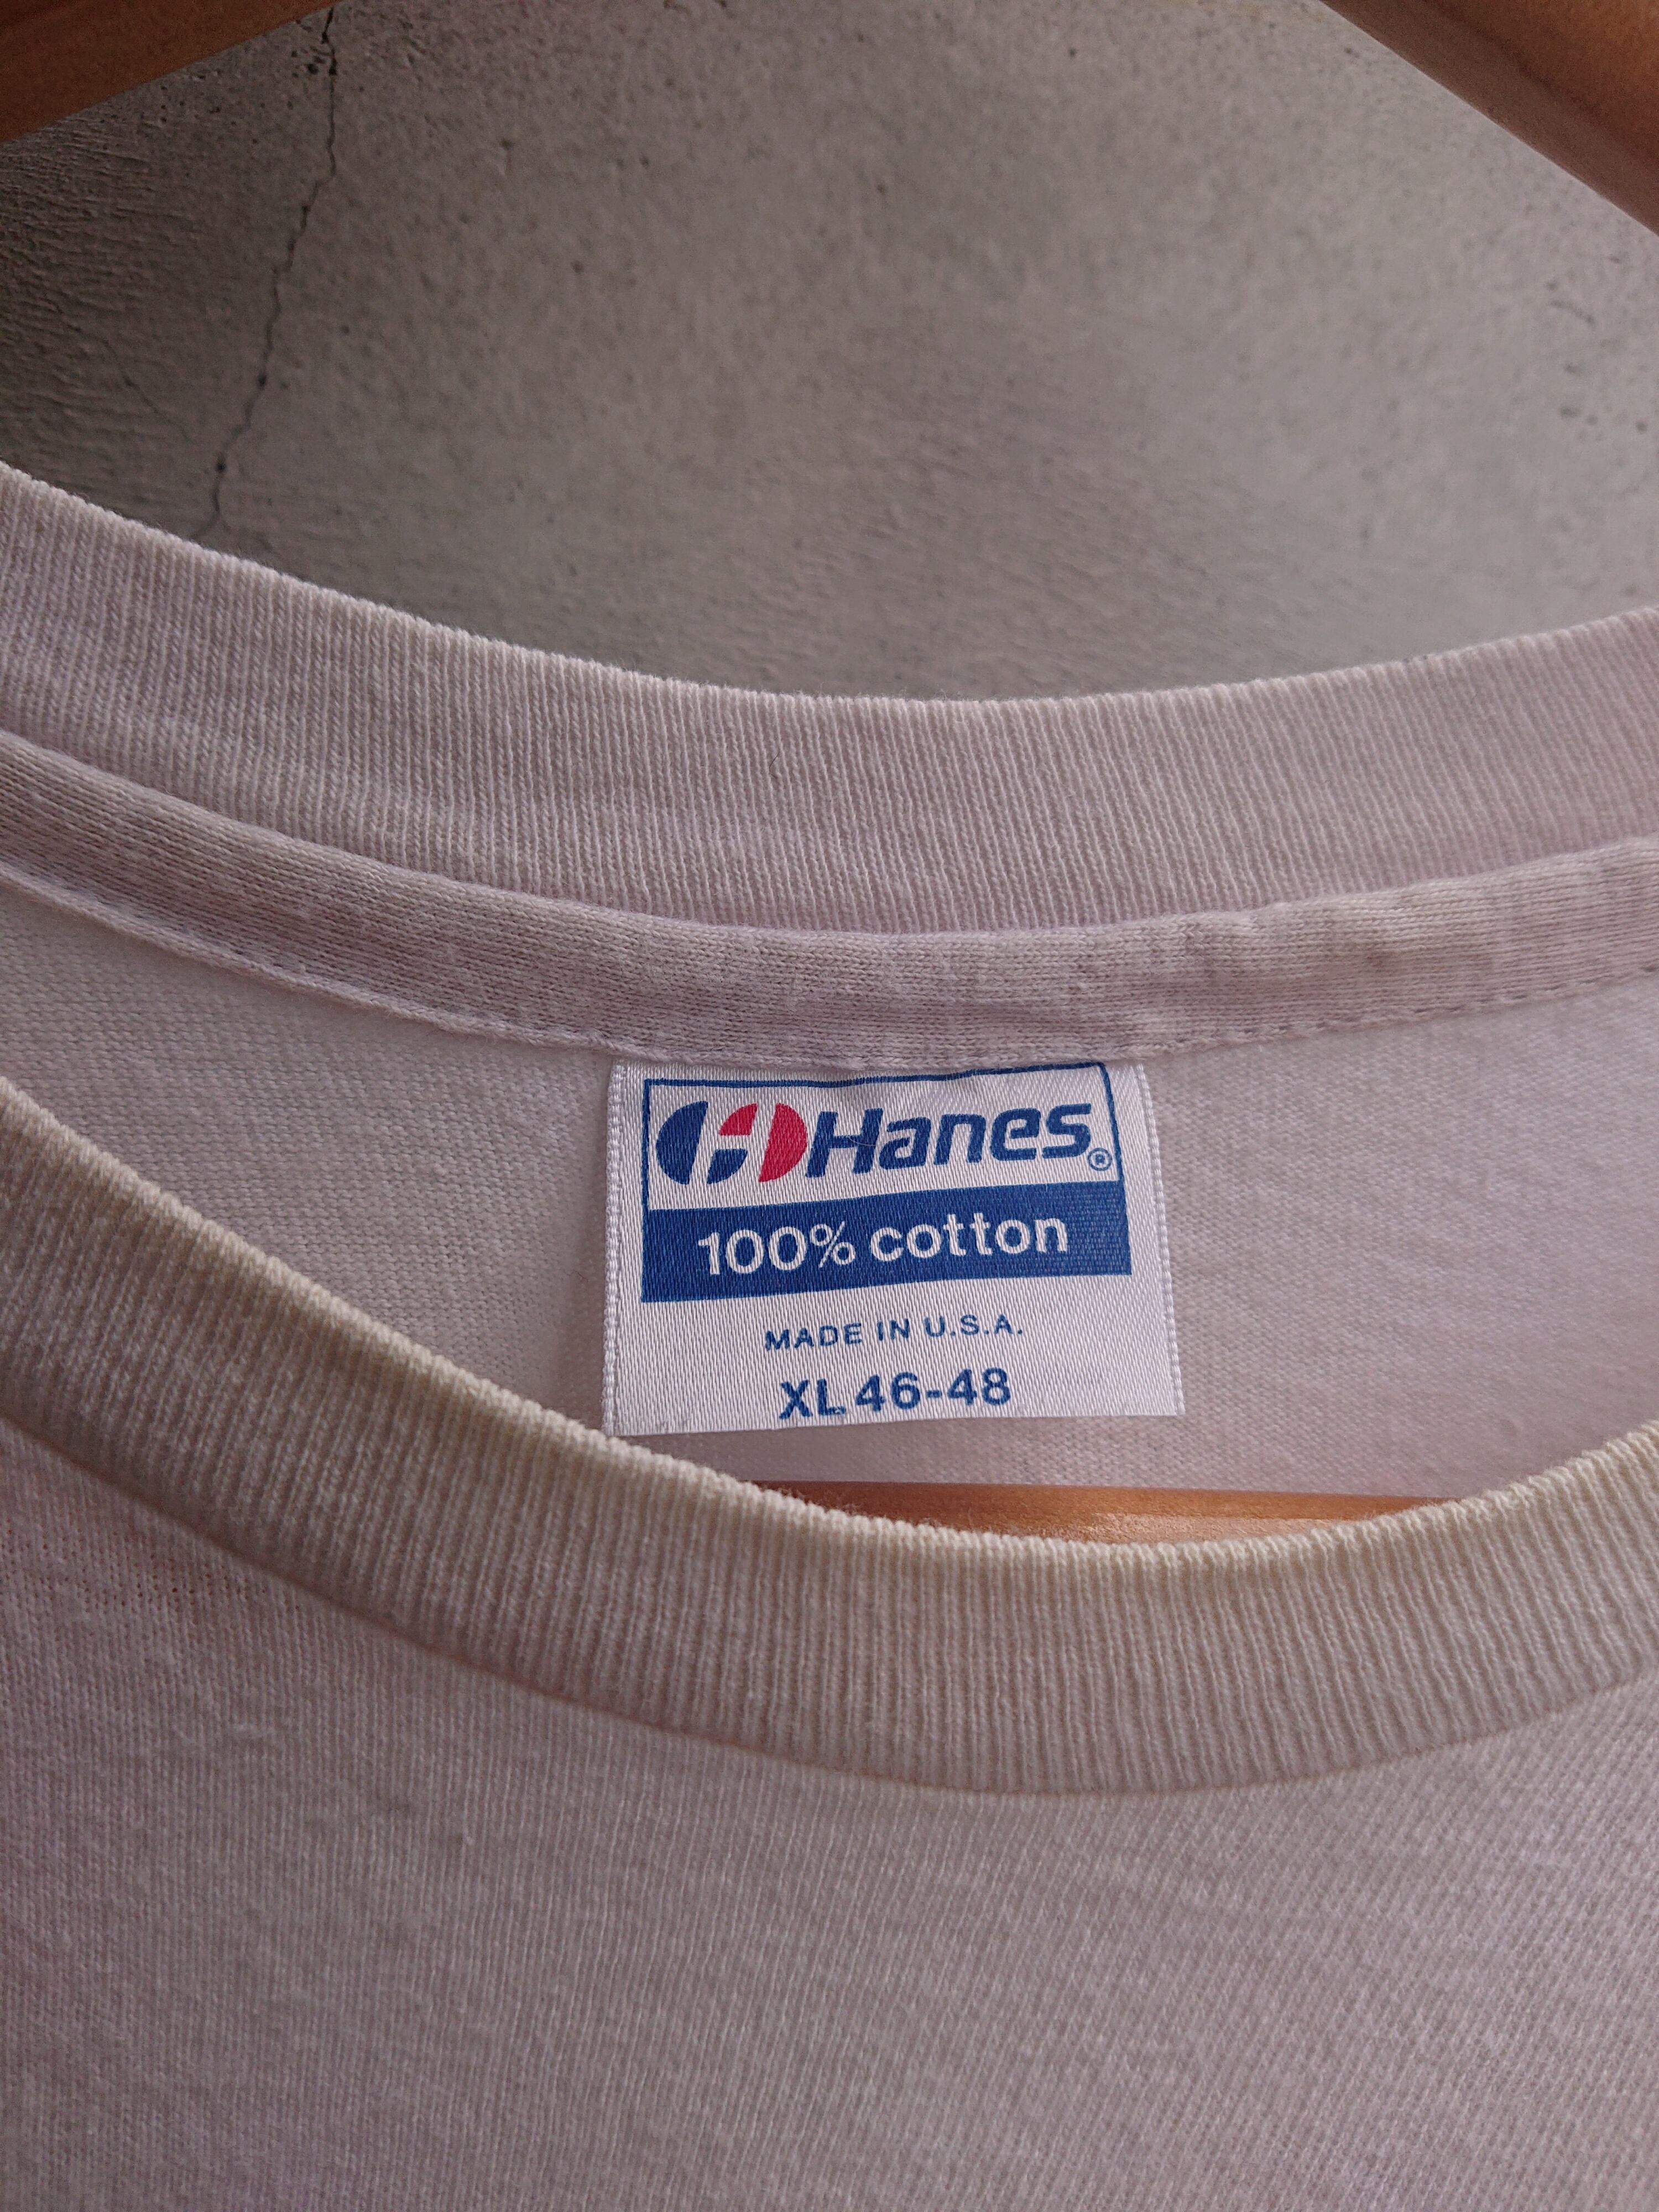 Hanes®
100% cotton
MADE IN U.S.A.
XL 46-48